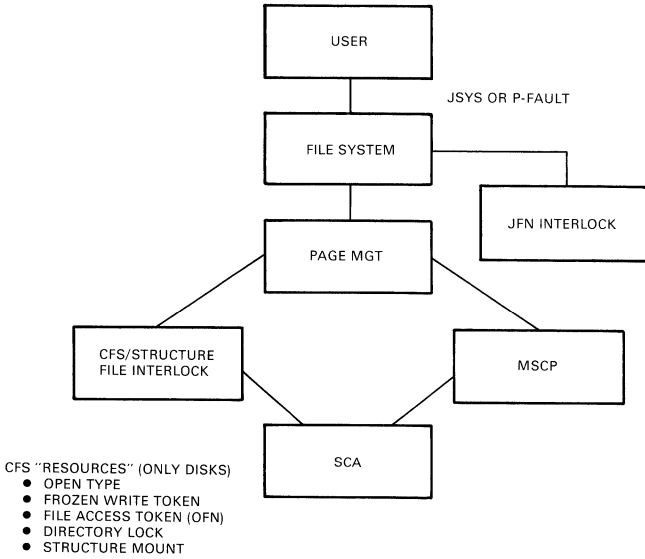 USER
JSYS OR P-FAULT
FILE SYSTEM
JFN INTERLOCK
PAGE MGT
CFS/STRUCTURE
FILE INTERLOCK
MSCP
SCA
CFS "RESOURCES" (ONLY DISKS)
● OPEN TYPE
● FROZEN WRITE TOKEN
● FILE ACCESS TOKEN (OFN)
● DIRECTORY LOCK
● STRUCTURE MOUNT